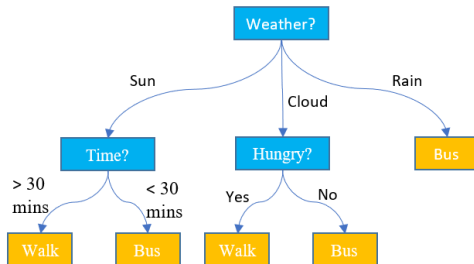 Weather?
Sun
Cloud
Rain
Time?
Hungry?
Bus
> 30
mins
< 30
mins
Yes
No
Walk
Bus
Walk
Bus